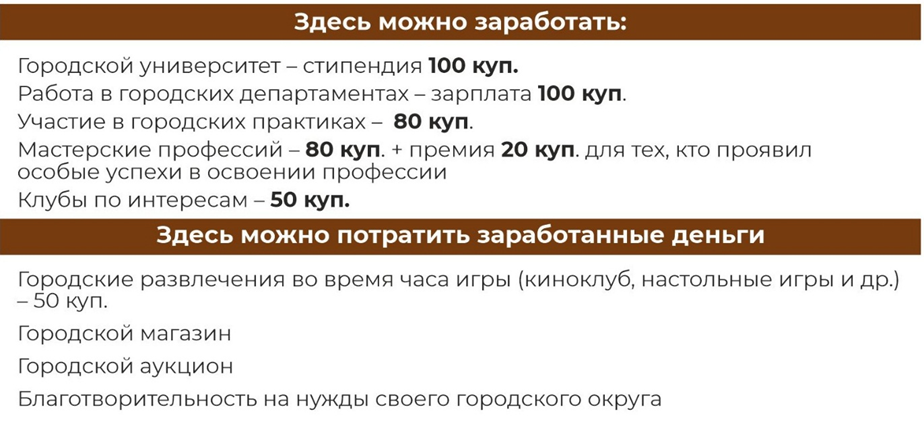 Здесь можно заработать:
Городской университет – стипендия 100 куп.
Работа в городских департаментах – зарплата 100 куп.
Участие в городских практиках – 80 куп.
Мастерские профессий – 80 куп. + премия 20 куп. для тех, кто проявил
особые успехи в освоении профессии
Клубы по интересам – 50 куп.
Здесь можно потратить заработанные деньги
Городские развлечения во время часа игры (киноклуб, настольные игры и др.)
– 50 куп.
Городской магазин
Городской аукцион
Благотворительность на нужды своего городского округа